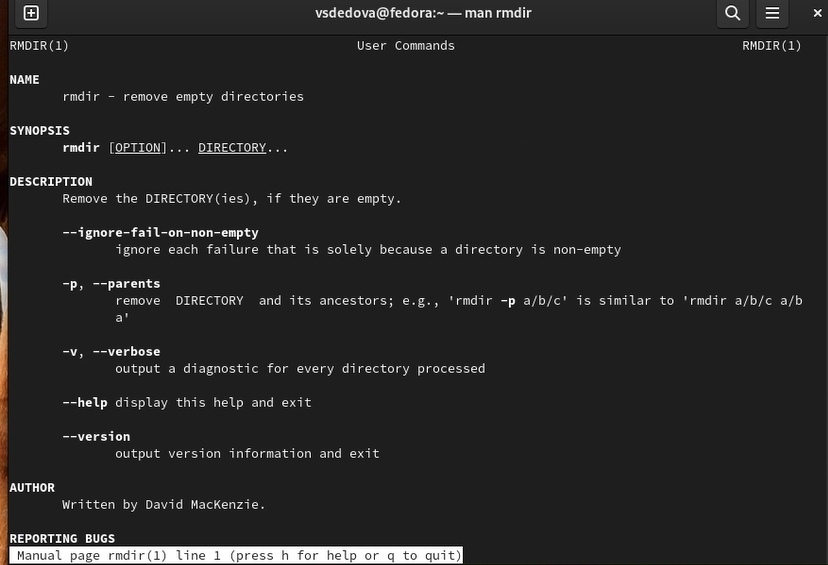 vsdedova@fedora:~ — man rmdir
RMDIR(1) User Commands RMDIR(1)
NAME
rmdir - remove empty directories
SYNOPSIS
rmdir [OPTION]... DIRECTORY...
DESCRIPTION
Remove the DIRECTORY(ies), if they are empty.
--ignore-fail-on-non-empty
ignore each failure that is solely because a directory is non-empty
-p, --parents
remove DIRECTORY and its ancestors; e.g., 'rmdir -p a/b/c' is similar to 'rmdir a/b/c a/b
a'
-v, --verbose
output a diagnostic for every directory processed
--help display this help and exit
--version
output version information and exit
AUTHOR
Written by David MacKenzie.
REPORTING BUGS
Manual page rmdir(1) line 1 (press h for help or q to quit)